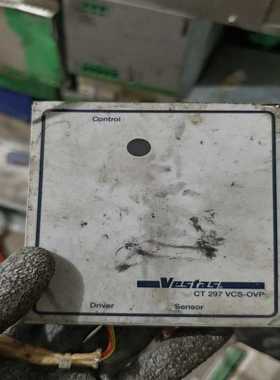 Control
Vestas
CT 297 VCS-OVP
Driver Sensor